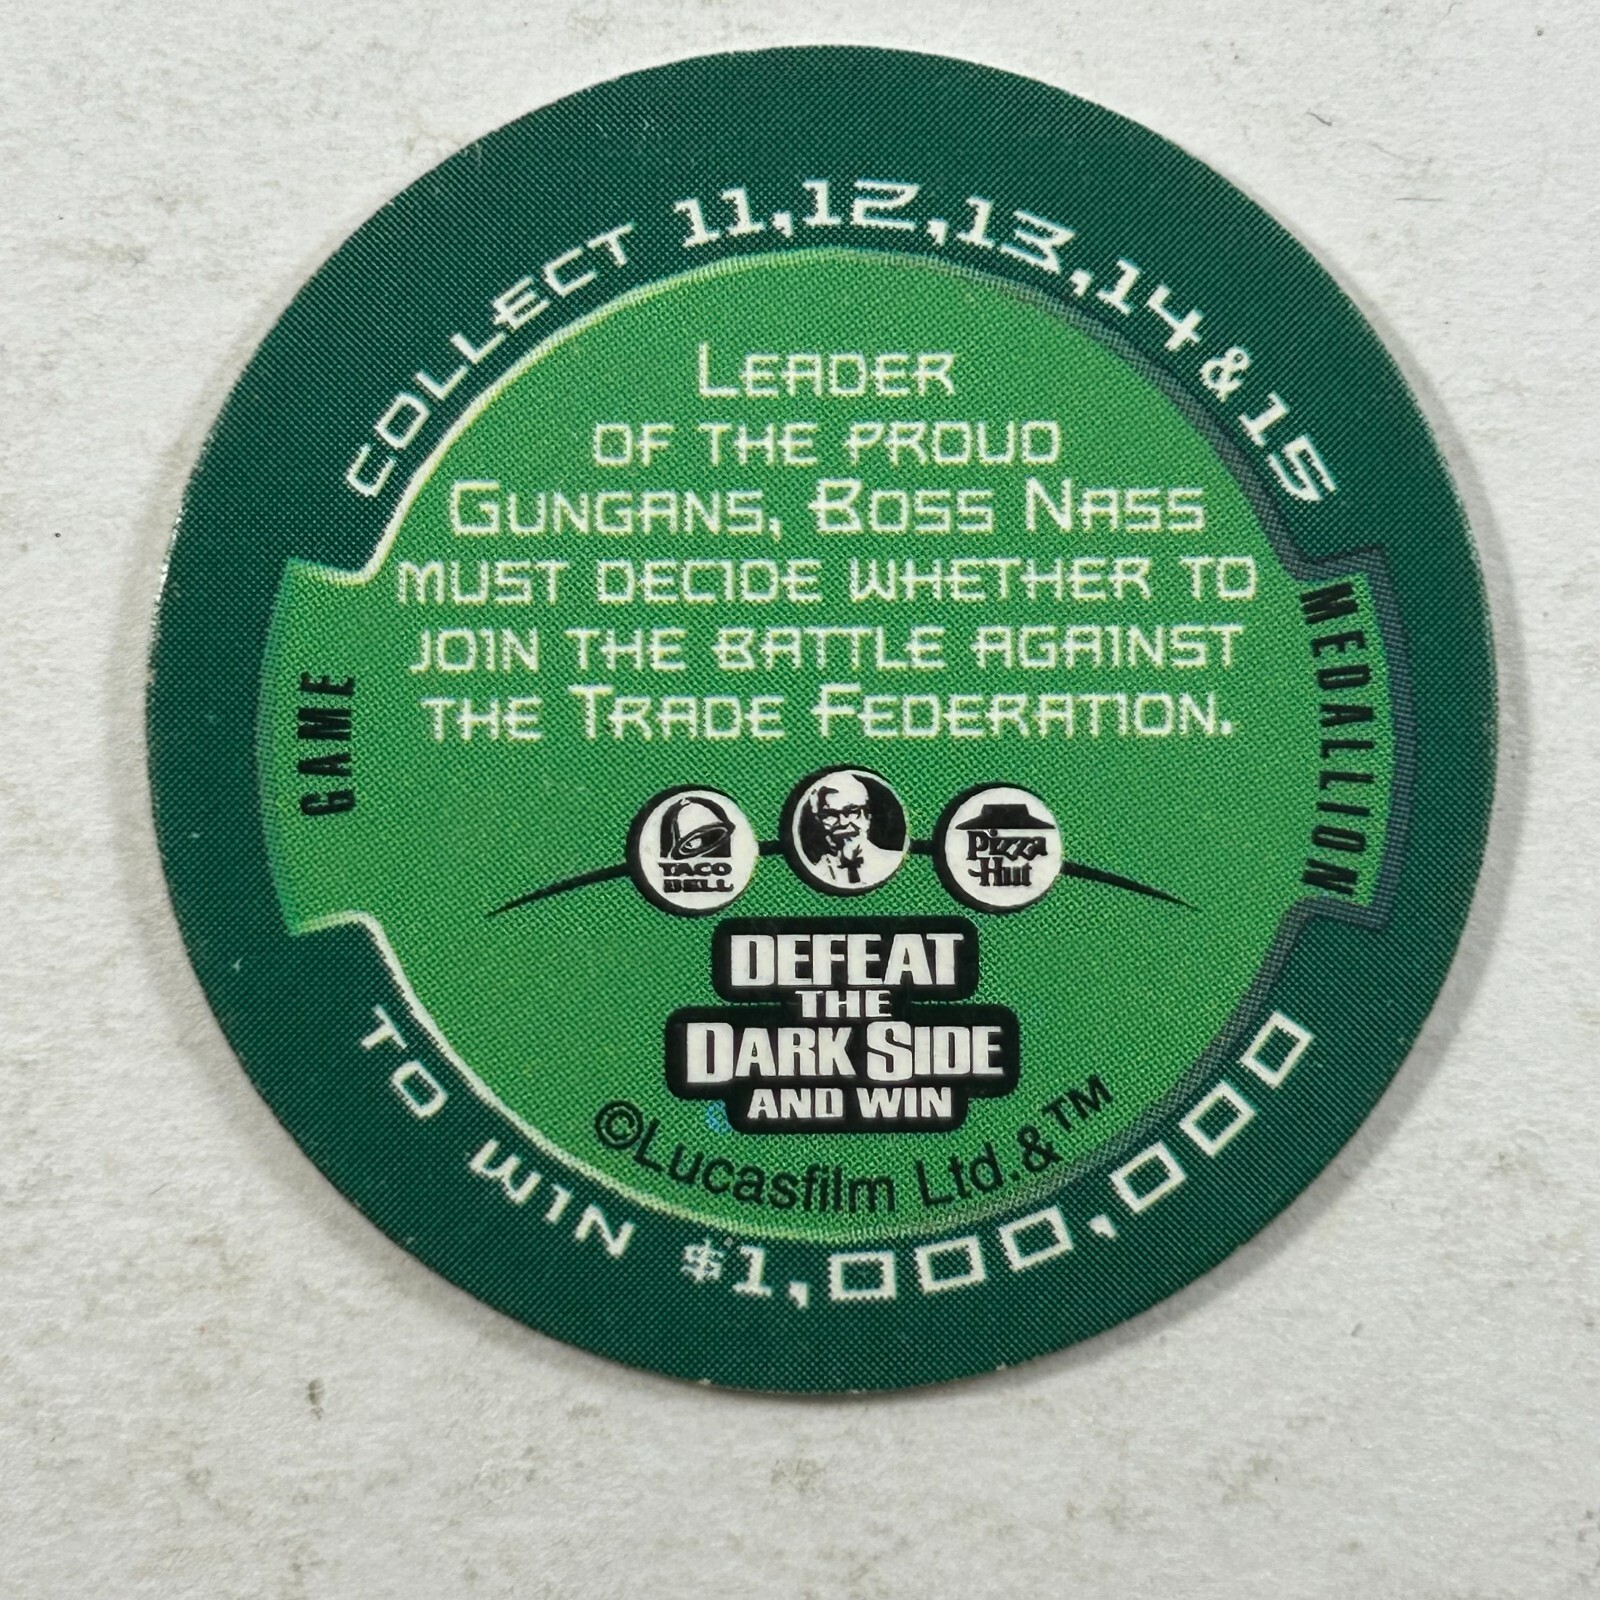 COLLECT 11,12,13,14 & 15
LEADER
OF THE PROUD
GUNGANS, BOSS NASS
MUST DECIDE WHETHER TO
JOIN THE BATTLE AGAINST
THE TRADE FEDERATION.
GAME
MEDALLION
TACO
BELL
Pizza
Hut
DEFEAT
THE
DARK SIDE
AND WIN
©Lucasfilm Ltd.&TM
TO WIN $1,000,000